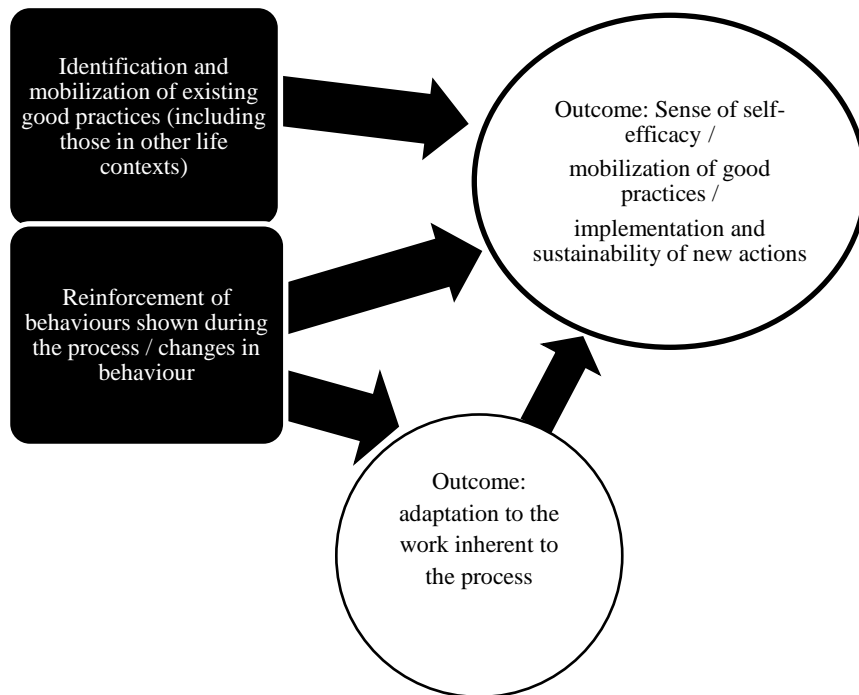 Identification and
mobilization of existing
good practices (including
those in other life
contexts)
Reinforcement of
behaviours shown during
the process / changes in
behaviour
Outcome: Sense of self-
efficacy /
mobilization of good
practices /
implementation and
sustainability of new actions
Outcome:
adaptation to the
work inherent to
the process